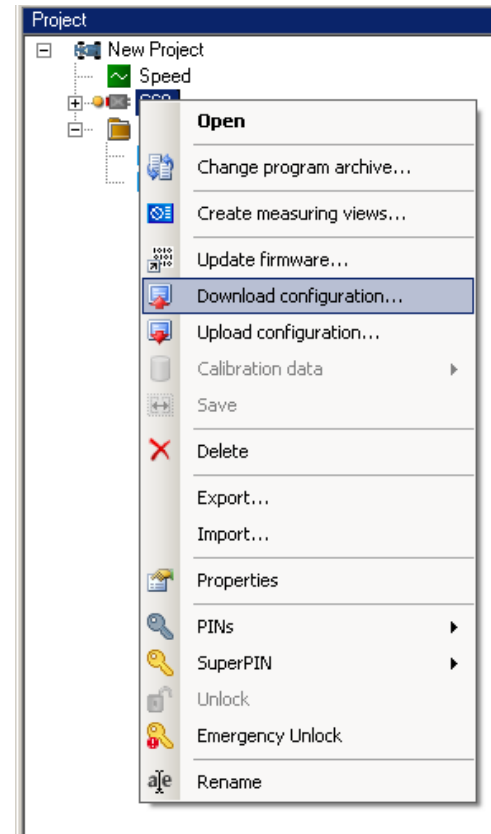 Project
New Project
Speed
Open
Change program archive...
Create measuring views...
Update firmware...
Download configuration...
Upload configuration...
Calibration data
Save
Delete
Export...
Import...
Properties
PINs
SuperPIN
Unlock
Emergency Unlock
Rename